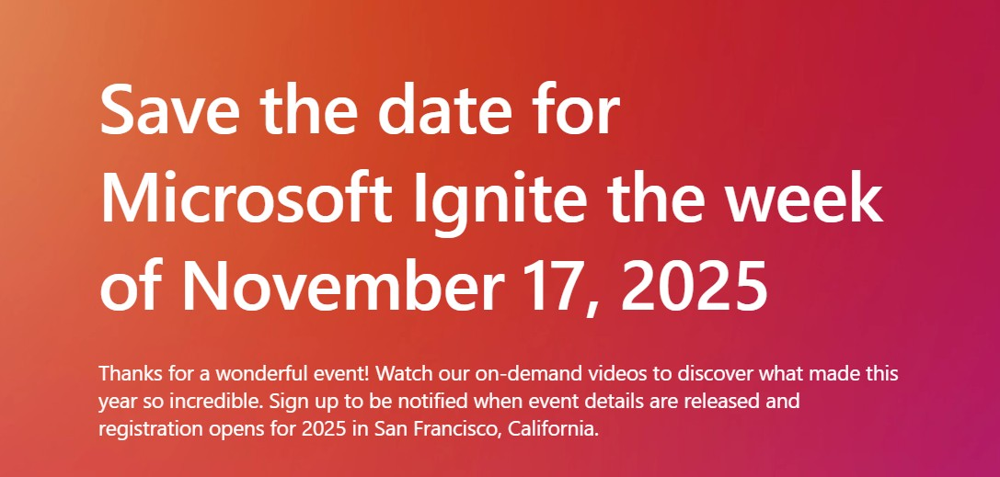 Save the date for
Microsoft Ignite the week
of November 17, 2025
Thanks for a wonderful event! Watch our on-demand videos to discover what made this
year so incredible. Sign up to be notified when event details are released and
registration opens for 2025 in San Francisco, California.